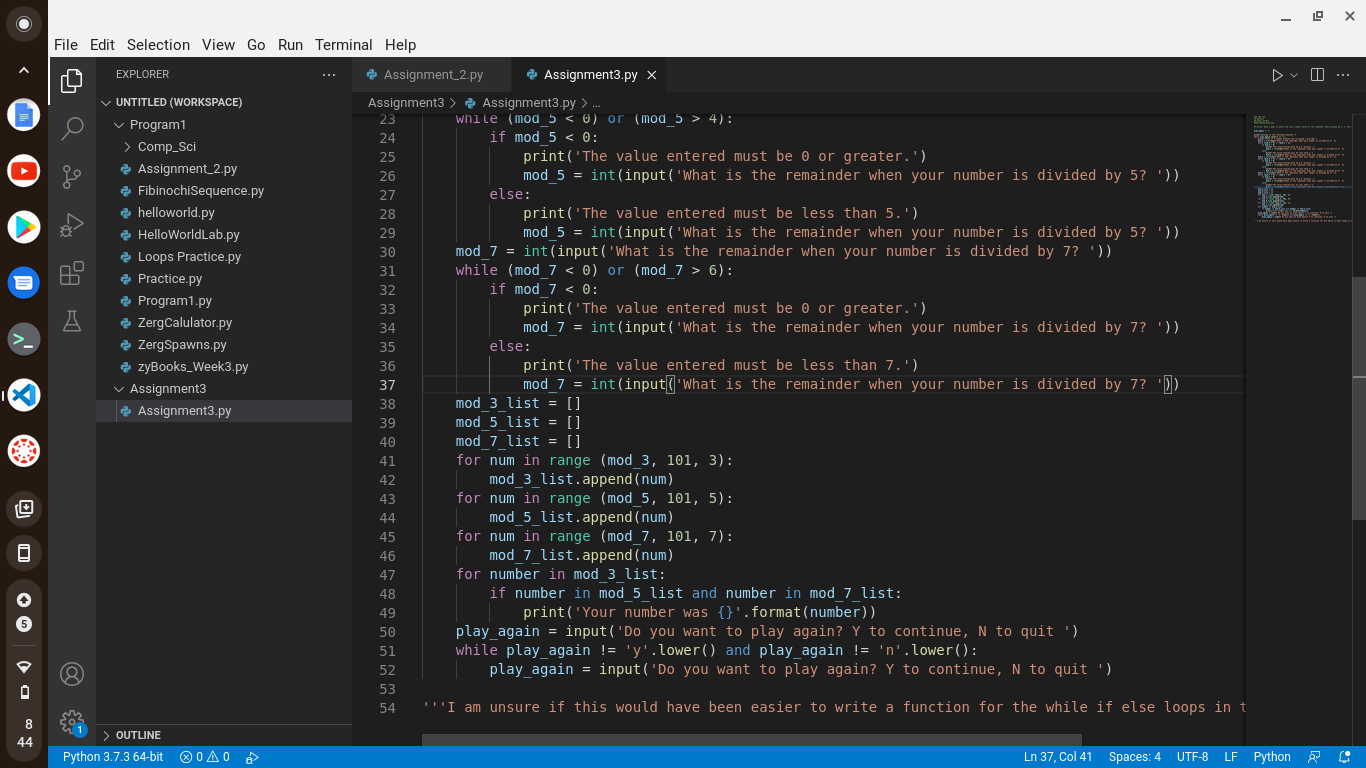 File Edit Selection View Go Run Terminal Help
EXPLORER
Assignment_2.py
Assignment3.py
UNTITLED (WORKSPACE)
Program1
Comp_Sci
Assignment_2.py
FibinochiSequence.py
helloworld.py
HelloWorldLab.py
Loops Practice.py
Practice.py
Program1.py
ZergCalulator.py
ZergSpawns.py
zyBooks_Week3.py
Assignment3
Assignment3.py
OUTLINE
Assignment3 > Assignment3.py > ...
23 while (mod_5 < 0) or (mod_5 > 4):
24 if mod_5 < 0:
25 print('The value entered must be 0 or greater.')
26 mod_5 = int(input('What is the remainder when your number is divided by 5? '))
27 else:
28 print('The value entered must be less than 5.')
29 mod_5 = int(input('What is the remainder when your number is divided by 5? '))
30 mod_7 = int(input('What is the remainder when your number is divided by 7? '))
31 while (mod_7 < 0) or (mod_7 > 6):
32 if mod_7 < 0:
33 print('The value entered must be 0 or greater.')
34 mod_7 = int(input('What is the remainder when your number is divided by 7? '))
35 else:
36 print('The value entered must be less than 7.')
37 mod_7 = int(input('What is the remainder when your number is divided by 7? '))
38 mod_3_list = []
39 mod_5_list = []
40 mod_7_list = []
41 for num in range (mod_3, 101, 3):
42 mod_3_list.append(num)
43 for num in range (mod_5, 101, 5):
44 mod_5_list.append(num)
45 for num in range (mod_7, 101, 7):
46 mod_7_list.append(num)
47 for number in mod_3_list:
48 if number in mod_5_list and number in mod_7_list:
49 print('Your number was {}'.format(number))
50 play_again = input('Do you want to play again? Y to continue, N to quit ')
51 while play_again != 'y'.lower() and play_again != 'n'.lower():
52 play_again = input('Do you want to play again? Y to continue, N to quit ')
53
54 '''I am unsure if this would have been easier to write a function for the while if else loops in
5
8
44
1
Python 3.7.3 64-bit 0 0 Ln 37, Col 41 Spaces: 4 UTF-8 LF Python